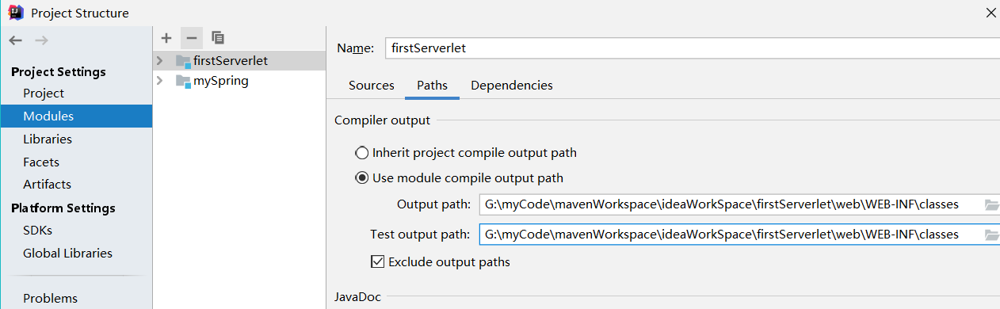 Project Structure
Project Settings
Project
Modules
Libraries
Facets
Artifacts
Platform Settings
SDKs
Global Libraries
Problems
firstServerlet
mySpring
Name: firstServerlet
Sources Paths Dependencies
Compiler output
Inherit project compile output path
Use module compile output path
Output path: G:\myCode\mavenWorkspace\ideaWorkSpace\firstServerlet\web\WEB-INF\classes
Test output path: G:\myCode\mavenWorkspace\ideaWorkSpace\firstServerlet\web\WEB-INF\classes
Exclude output paths
JavaDoc